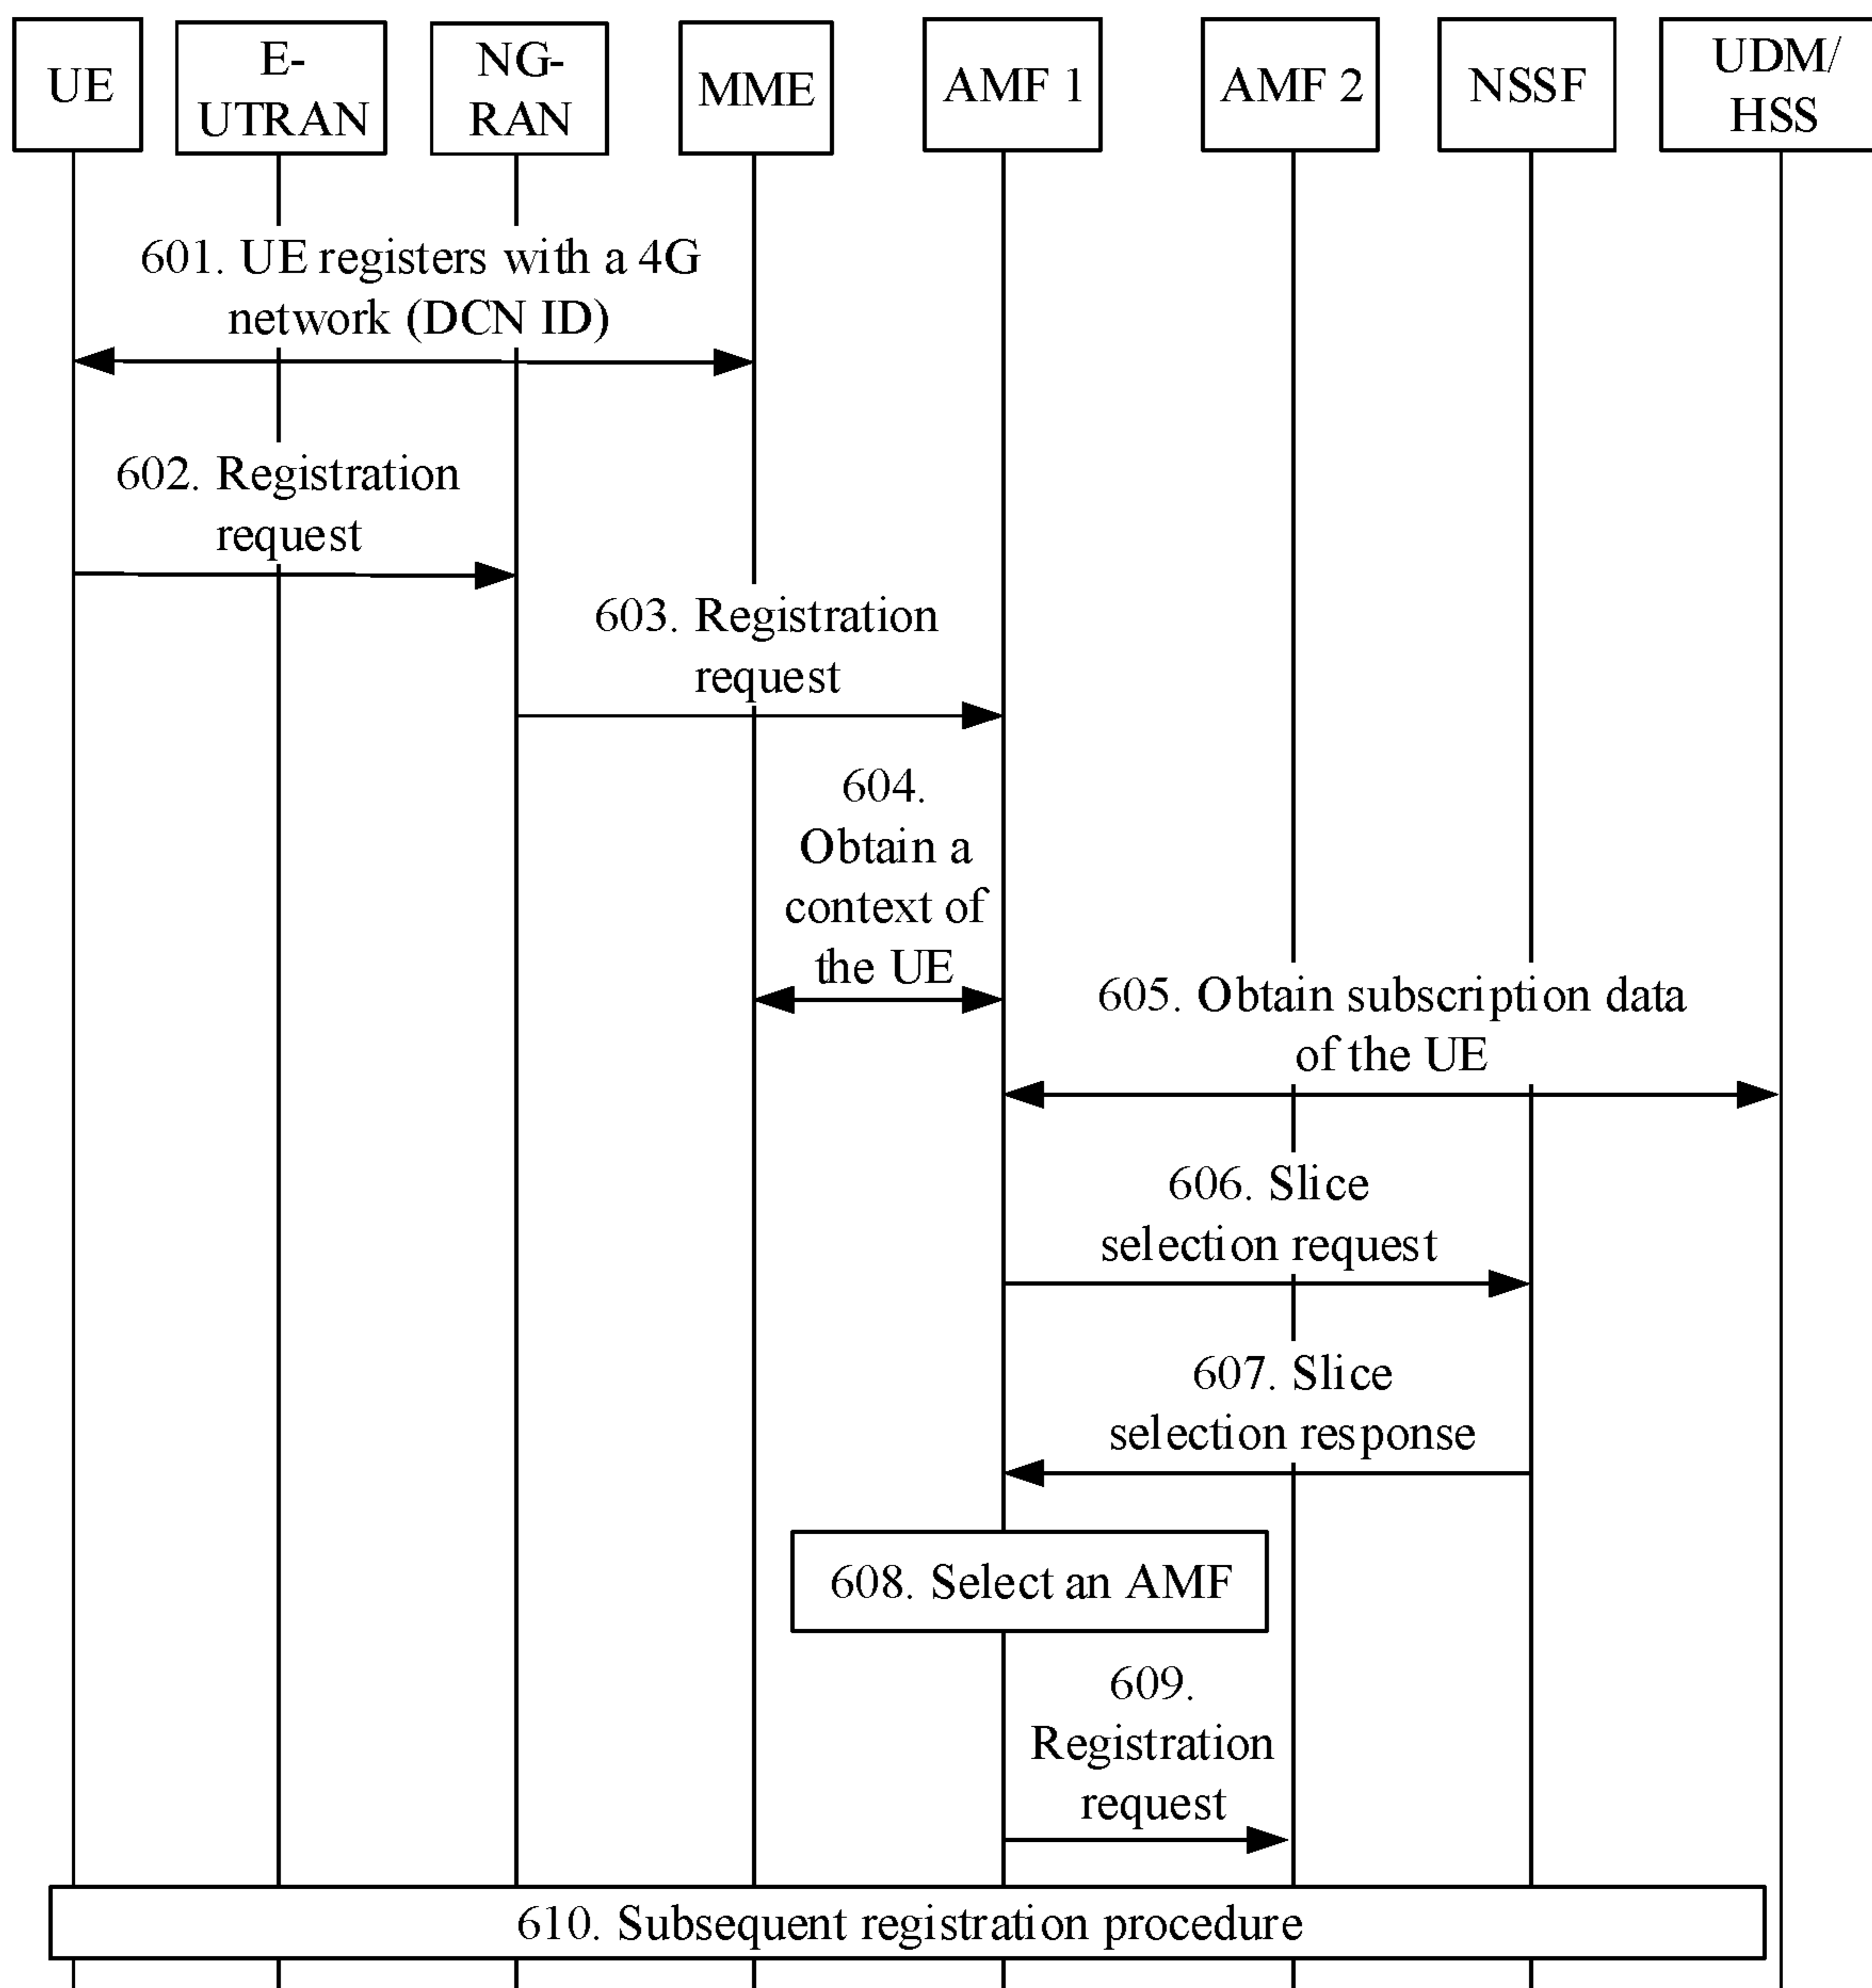 UE
E-
UTRAN
NG-
RAN
MME
AMF 1
AMF 2
NSSF
UDM/
HSS
601. UE registers with a 4G
network (DCN ID)
602. Registration
request
603. Registration
request
604.
Obtain a
context of
the UE
605. Obtain subscription data
of the UE
606. Slice
selection request
607. Slice
selection response
608. Select an AMF
609.
Registration
request
610. Subsequent registration procedure